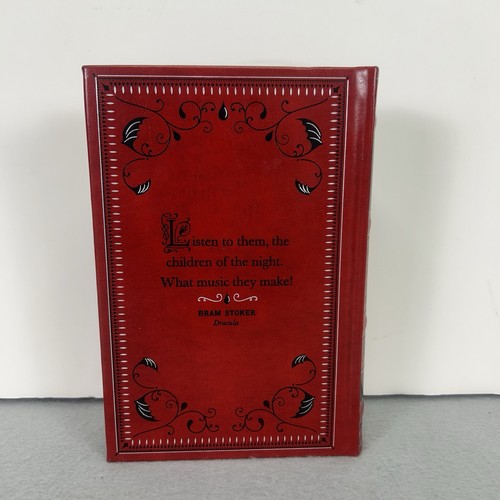 Listen to them, the
children of the night.
What music they make!
BRAM STOKER
Dracula